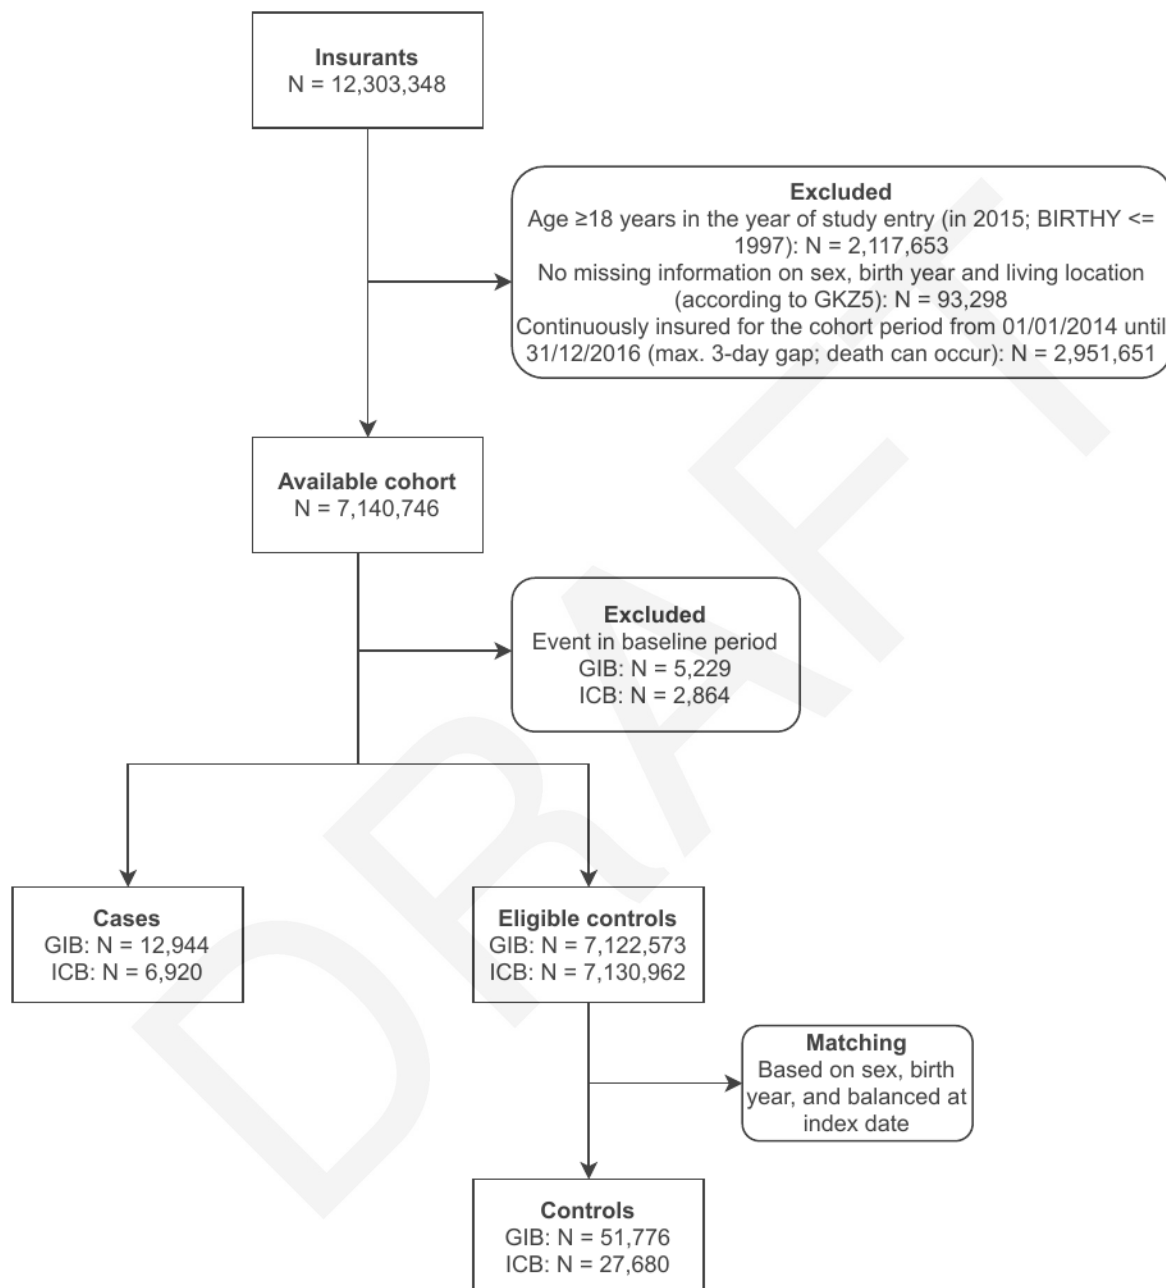 Insurants
N = 12,303,348
Excluded
Age ≥18 years in the year of study entry (in 2015; BIRTHY <=
1997): N = 2,117,653
No missing information on sex, birth year and living location
(according to GKZ5): N = 93,298
Continuously insured for the cohort period from 01/01/2014 until
31/12/2016 (max. 3-day gap; death can occur): N = 2,951,651
Available cohort
N = 7,140,746
Excluded
Event in baseline period
GIB: N = 5,229
ICB: N = 2,864
Cases
GIB: N = 12,944
ICB: N = 6,920
Eligible controls
GIB: N = 7,122,573
ICB: N = 7,130,962
Matching
Based on sex, birth
year, and balanced at
index date
Controls
GIB: N = 51,776
ICB: N = 27,680
DRAFT